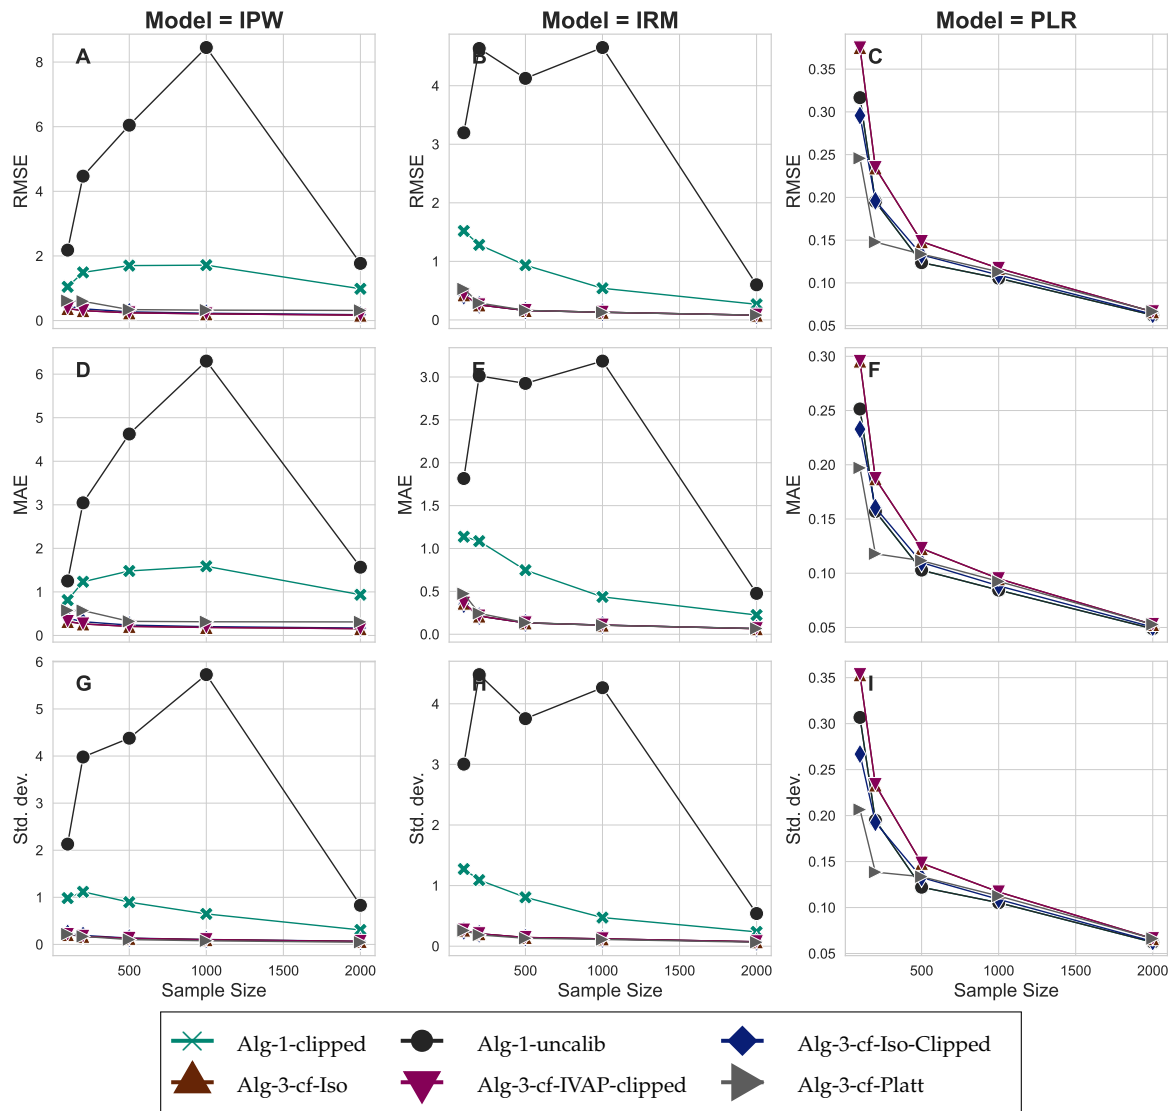 Model = IPW
Model = IRM
Model = PLR
A
B
C
RMSE
RMSE
RMSE
8
6
4
2
0
4
3
2
1
0
0.35
0.30
0.25
0.20
0.15
0.10
0.05
D
E
F
MAE
MAE
MAE
6
5
4
3
2
1
0
3.0
2.5
2.0
1.5
1.0
0.5
0.0
0.30
0.25
0.20
0.15
0.10
0.05
G
H
I
Std. dev.
Std. dev.
Std. dev.
6
5
4
3
2
1
0
4
3
2
1
0
0.35
0.30
0.25
0.20
0.15
0.10
0.05
500 1000 1500 2000
500 1000 1500 2000
500 1000 1500 2000
Sample Size
Sample Size
Sample Size
Alg-1-clipped
Alg-1-uncalib
Alg-3-cf-Iso-Clipped
Alg-3-cf-Iso
Alg-3-cf-IVAP-clipped
Alg-3-cf-Platt